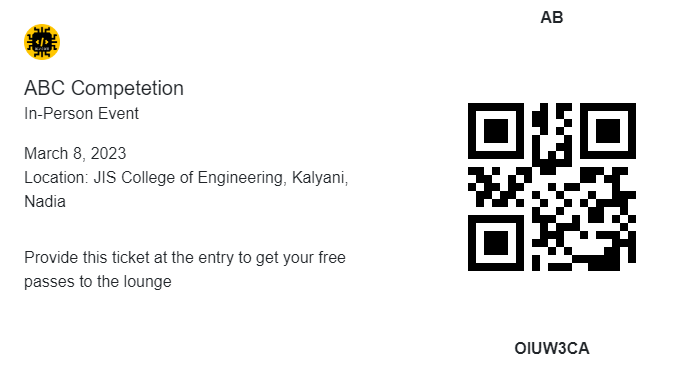 AB
ABC Competetion
In-Person Event
March 8, 2023
Location: JIS College of Engineering, Kalyani,
Nadia
Provide this ticket at the entry to get your free
passes to the lounge
OIUW3CA